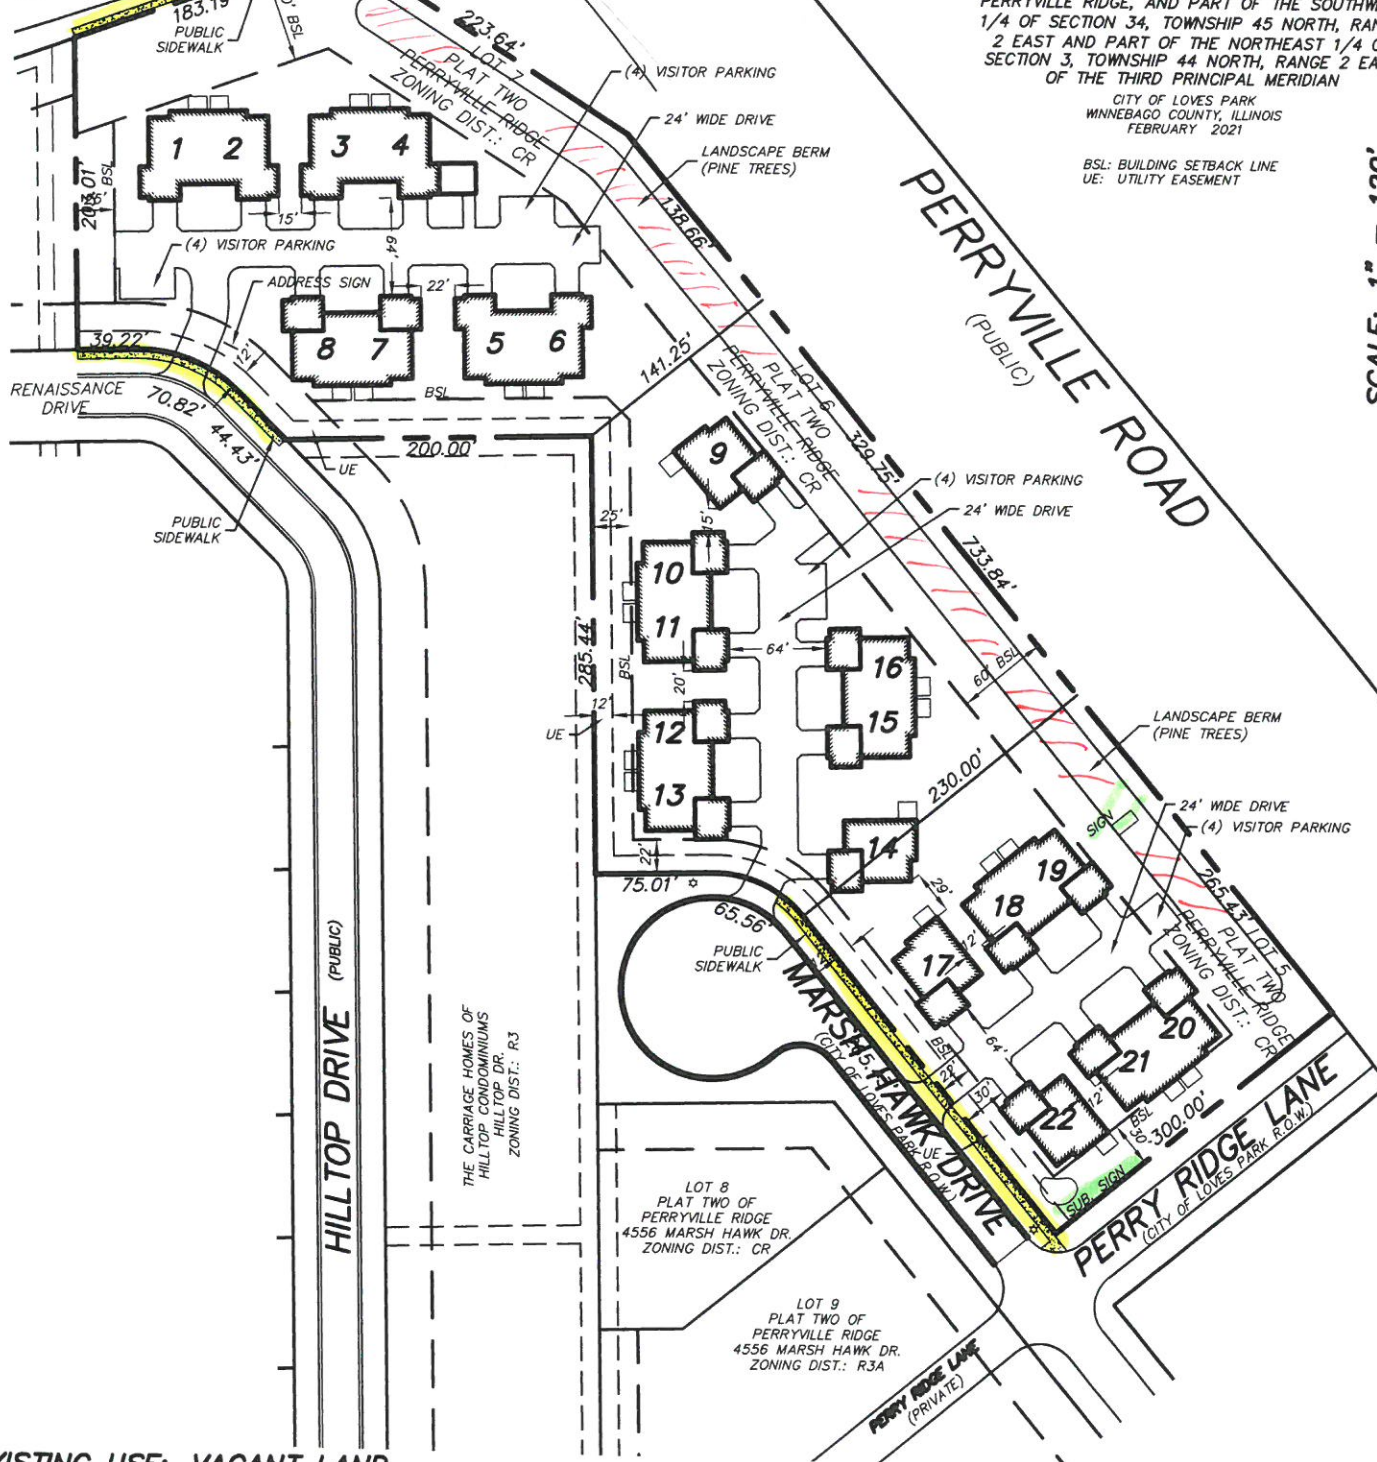 183.19'
PUBLIC
SIDEWALK
BSL
223.64'
LOT 7
PLAT TWO
PERRYVILLE RIDGE
ZONING DIST.: CR
(4) VISITOR PARKING
24' WIDE DRIVE
LANDSCAPE BERM
(PINE TREES)
PERRYVILLE RIDGE, AND PART OF THE
1/4 OF SECTION 34, TOWNSHIP 45 NORTH,
2 EAST AND PART OF THE NORTHEAST 1/4
SECTION 3, TOWNSHIP 44 NORTH, RANGE 2
OF THE THIRD PRINCIPAL MERIDIAN
CITY OF LOVES PARK
WINNEBAGO COUNTY, ILLINOIS
FEBRUARY 2021
BSL: BUILDING SETBACK LINE
UE: UTILITY EASEMENT
SCALE: 1" = 120'
1 2
3 4
BSL
203.01'
15'
64'
138.66'
(4) VISITOR PARKING
ADDRESS SIGN
22'
8 7
5 6
39.22'
12'
RENAISSANCE
DRIVE
70.82'
44.43'
BSL
141.25'
200.00'
UE
PUBLIC
SIDEWALK
PERRYVILLE ROAD
(PUBLIC)
LOT 6
PLAT TWO
PERRYVILLE RIDGE
ZONING DIST.: CR
329.75'
(4) VISITOR PARKING
24' WIDE DRIVE
733.84'
9
25'
15'
10
11
64'
285.44'
BSL
20'
12'
UE
12
13
16
15
60' BSL
230.00'
LANDSCAPE BERM
(PINE TREES)
SIGN
24' WIDE DRIVE
(4) VISITOR PARKING
14
22'
75.01'
65.56'
29'
19
18
12'
17
265.43'
LOT 5
PLAT TWO
PERRYVILLE RIDGE
ZONING DIST.: CR
PUBLIC
SIDEWALK
MARSH HAWK DRIVE
(CITY OF LOVES PARK R.O.W.)
BSL
64'
30'
20
21
12'
22
BSL
30'
300.00'
UE
SUB. SIGN
PERRY RIDGE LANE
(CITY OF LOVES PARK R.O.W.)
HILLTOP DRIVE (PUBLIC)
THE CARRIAGE HOMES OF
HILLTOP CONDOMINIUMS
HILLTOP DR.
ZONING DIST.: R3
LOT 8
PLAT TWO OF
PERRYVILLE RIDGE
4556 MARSH HAWK DR.
ZONING DIST.: CR
LOT 9
PLAT TWO OF
PERRYVILLE RIDGE
4556 MARSH HAWK DR.
ZONING DIST.: R3A
PERRY RIDGE LANE
(PRIVATE)
USE: VACANT LAND